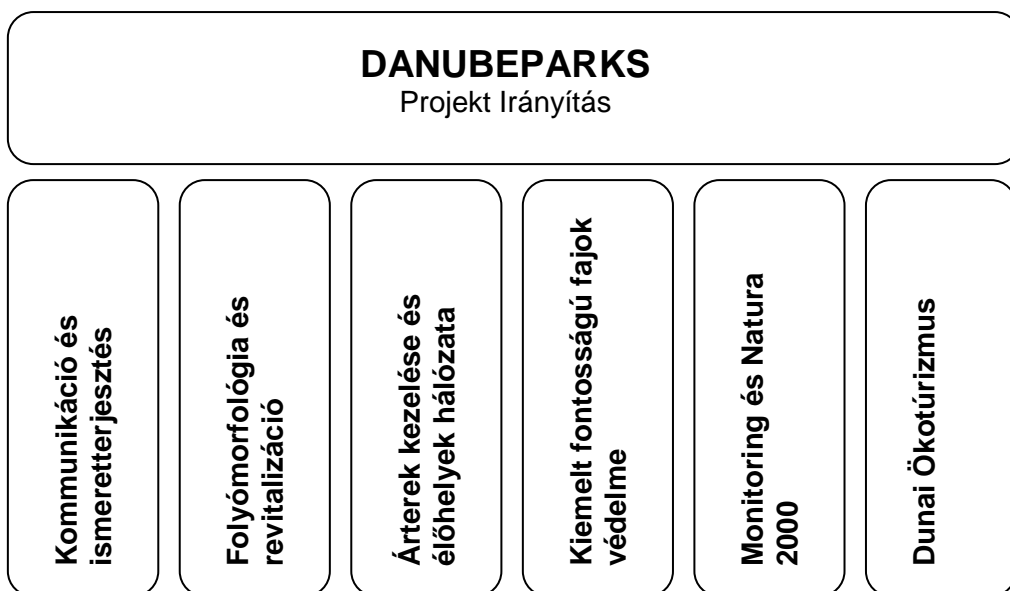 DANUBEPARKS
Projekt Irányítás
Kommunikáció és
ismeretterjesztés
Folyómorfológia és
revitalizáció
Árterek kezelése és
előhelyek hálózata
Kiemelt fontosságú fajok
védelme
Monitoring és Natura
2000
Dunai Ökotúrizmus